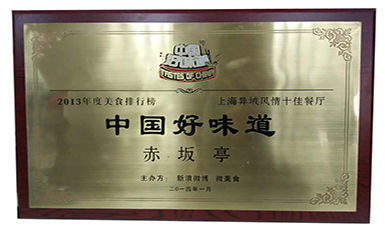 中国
好味道
TASTES OF CHINA
2013年度美食排行榜 上海异域风情十佳餐厅
中国好味道
赤坂亭
主办方: 新浪微博 微美食
二〇一四年一月